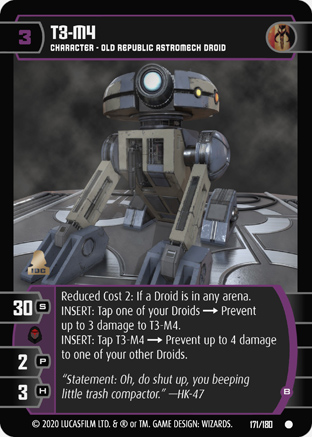 3
T3-M4
CHARACTER - OLD REPUBLIC ASTROMECH DROID
30 S
2 P
3 H
Reduced Cost 2: If a Droid is in any arena.
INSERT: Tap one of your Droids → Prevent
up to 3 damage to T3-M4.
INSERT: Tap T3-M4 → Prevent up to 4 damage
to one of your other Droids.
“Statement: Oh, do shut up, you beeping
little trash compactor.” —HK-47
B
© 2020 LUCASFILM LTD. & ® or TM. GAME DESIGN: WIZARDS.
171/180